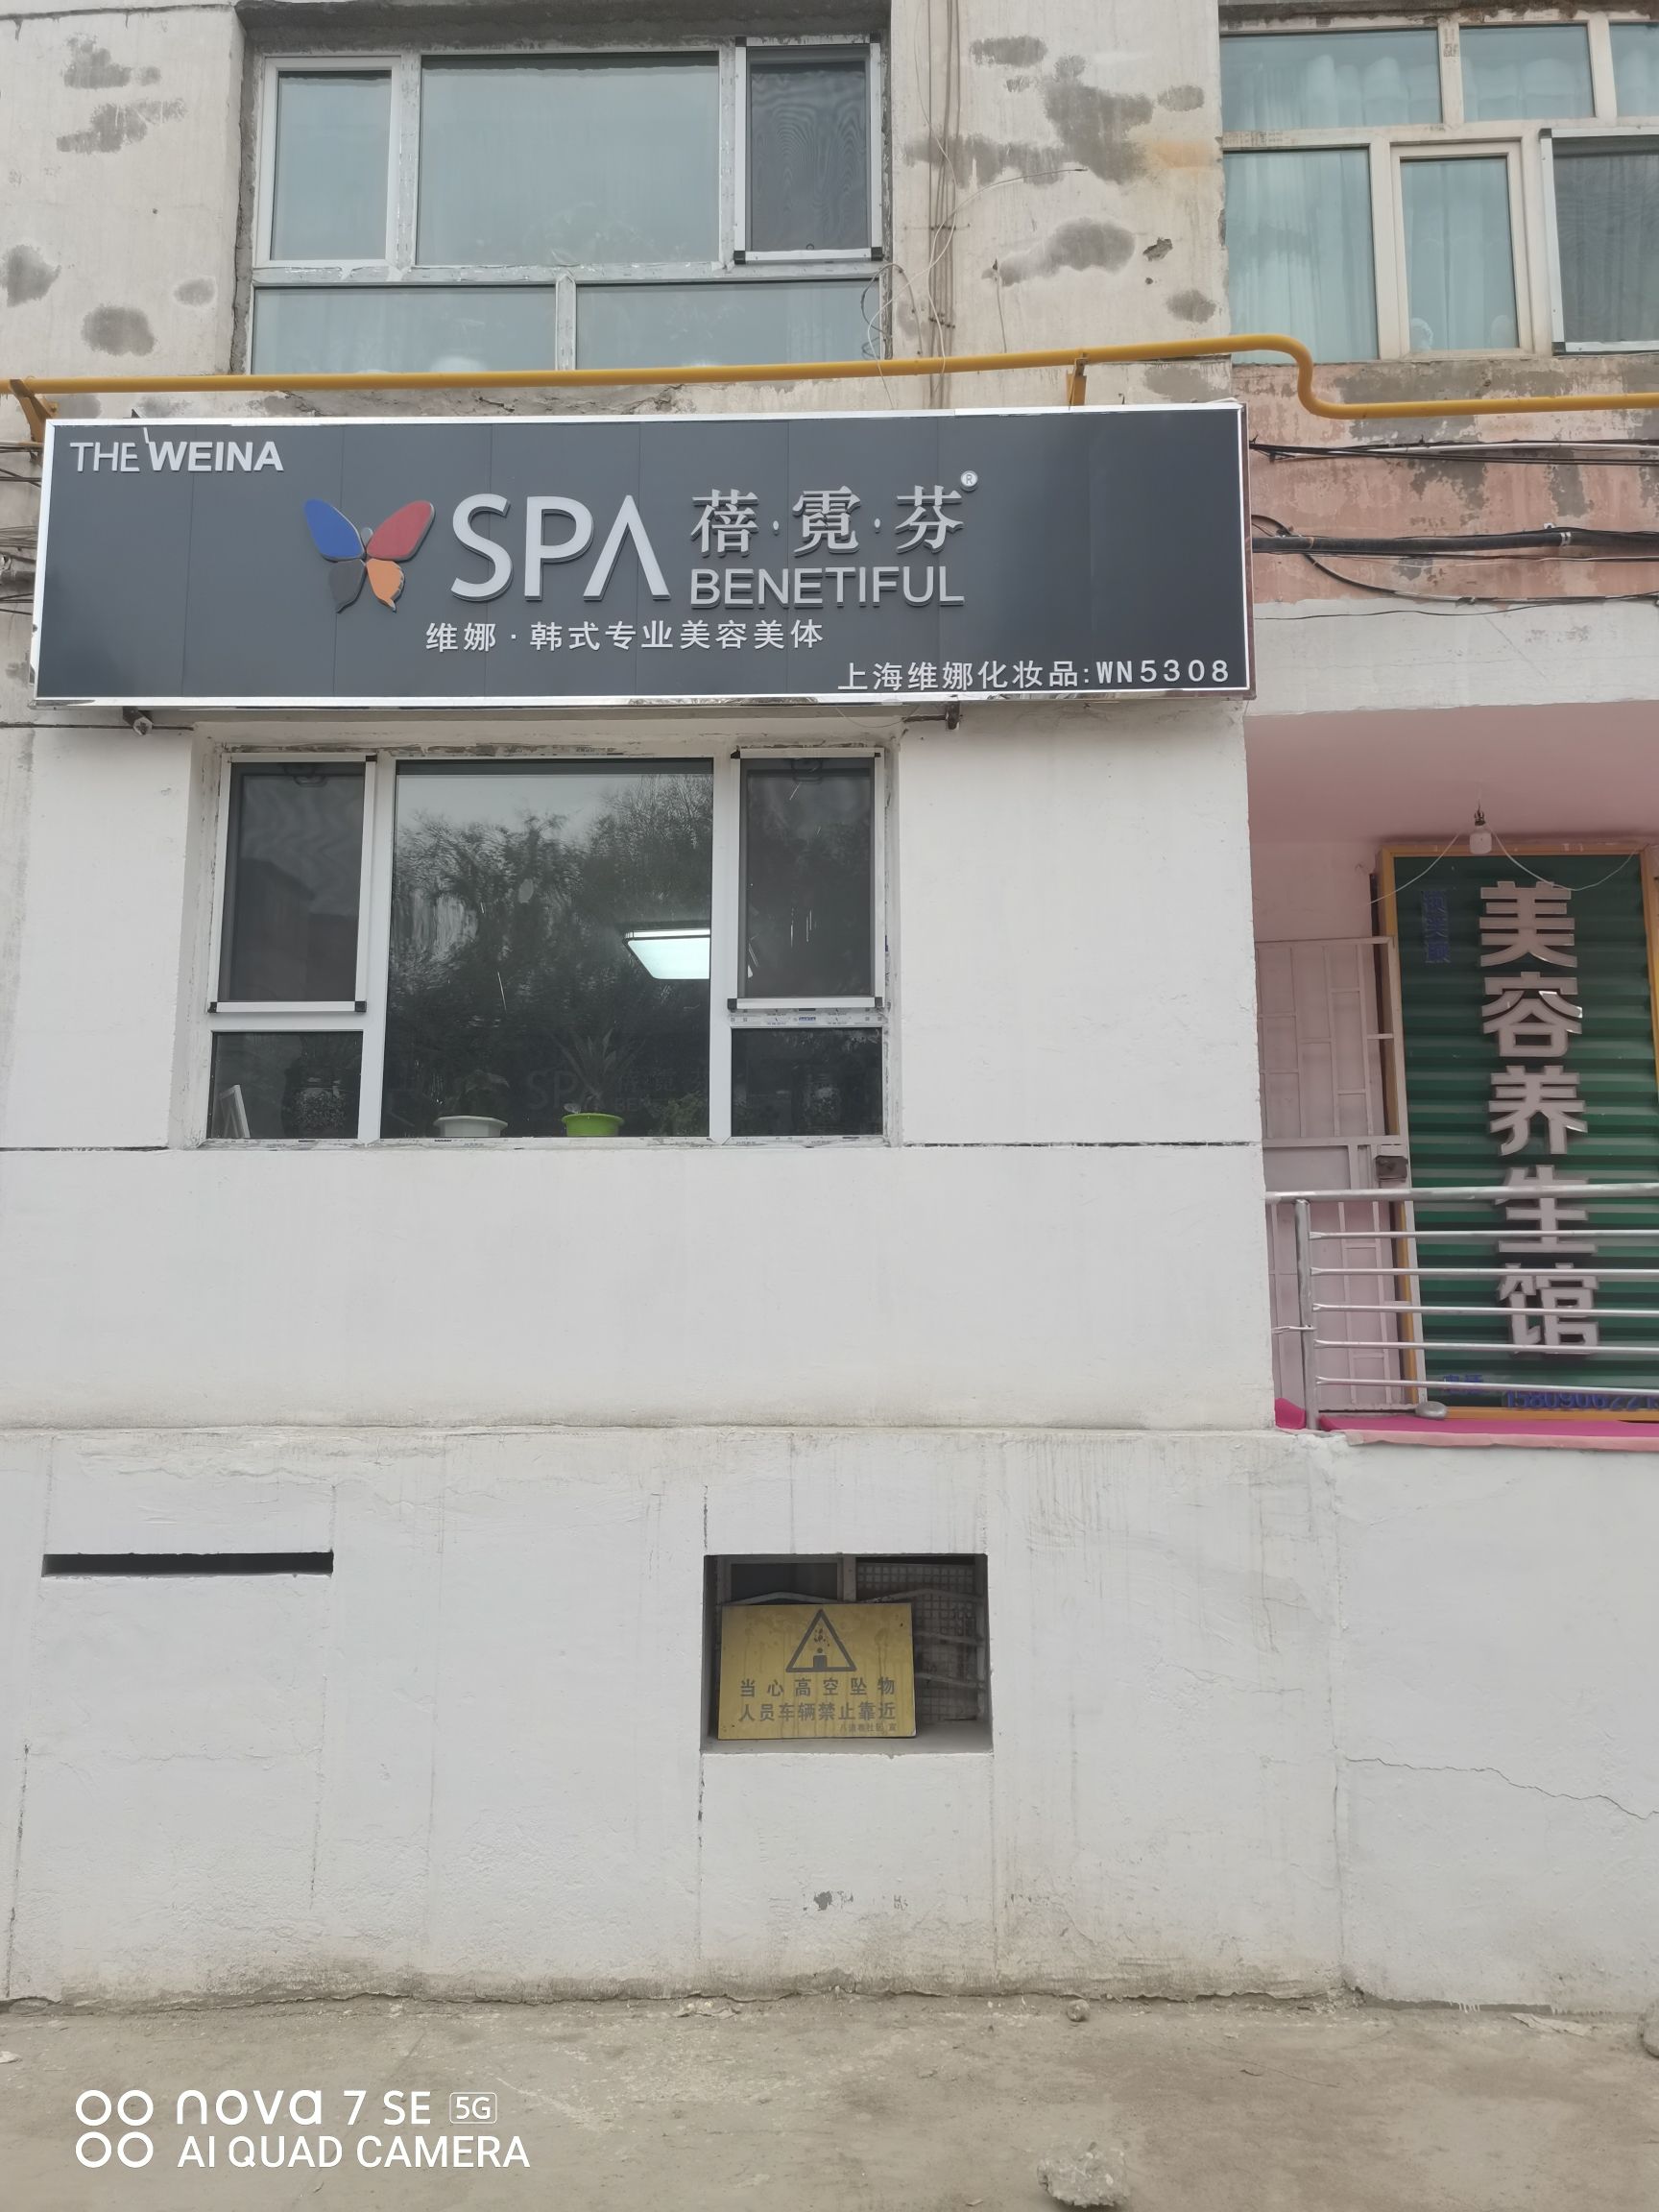 THE WEINA
SPA 蓓·霓·芬®
BENETIFUL
维娜·韩式专业美容美体
上海维娜化妆品:WN5308
美容养生馆
当心高空坠物
人员车辆禁止靠近
nova 7 SE 5G
AI QUAD CAMERA